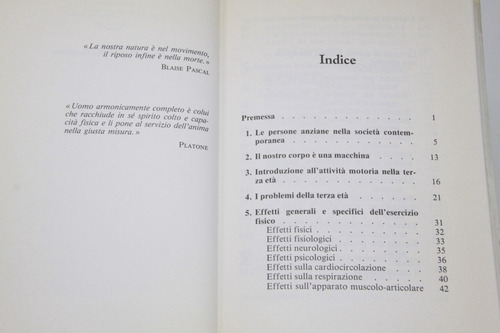 « La nostra natura è nel movimento,
il riposo infine è nella morte. »
BLAISE PASCAL
« Uomo armonicamente completo è colui
che racchiude in sé spirito colto e capa-
cità fisica e li pone al servizio dell'anima
nella giusta misura. »
PLATONE
Indice
Premessa . . . . . . . . . . . . 1
1. Le persone anziane nella società contem-
poranea . . . . . . . . . . . . 5
2. Il nostro corpo è una macchina . . . . 13
3. Introduzione all'attività motoria nella ter-
za età . . . . . . . . . . . . 16
4. I problemi della terza età . . . . . 21
5. Effetti generali e specifici dell'esercizio
fisico . . . . . . . . . . . . 31
Effetti fisici . . . . . . . . . . 32
Effetti fisiologici . . . . . . . . 33
Effetti neurologici . . . . . . . . 35
Effetti psicologici . . . . . . . . 36
Effetti sulla cardiocircolazione . . . . 38
Effetti sulla respirazione . . . . . . 40
Effetti sull'apparato muscolo-articolare 42